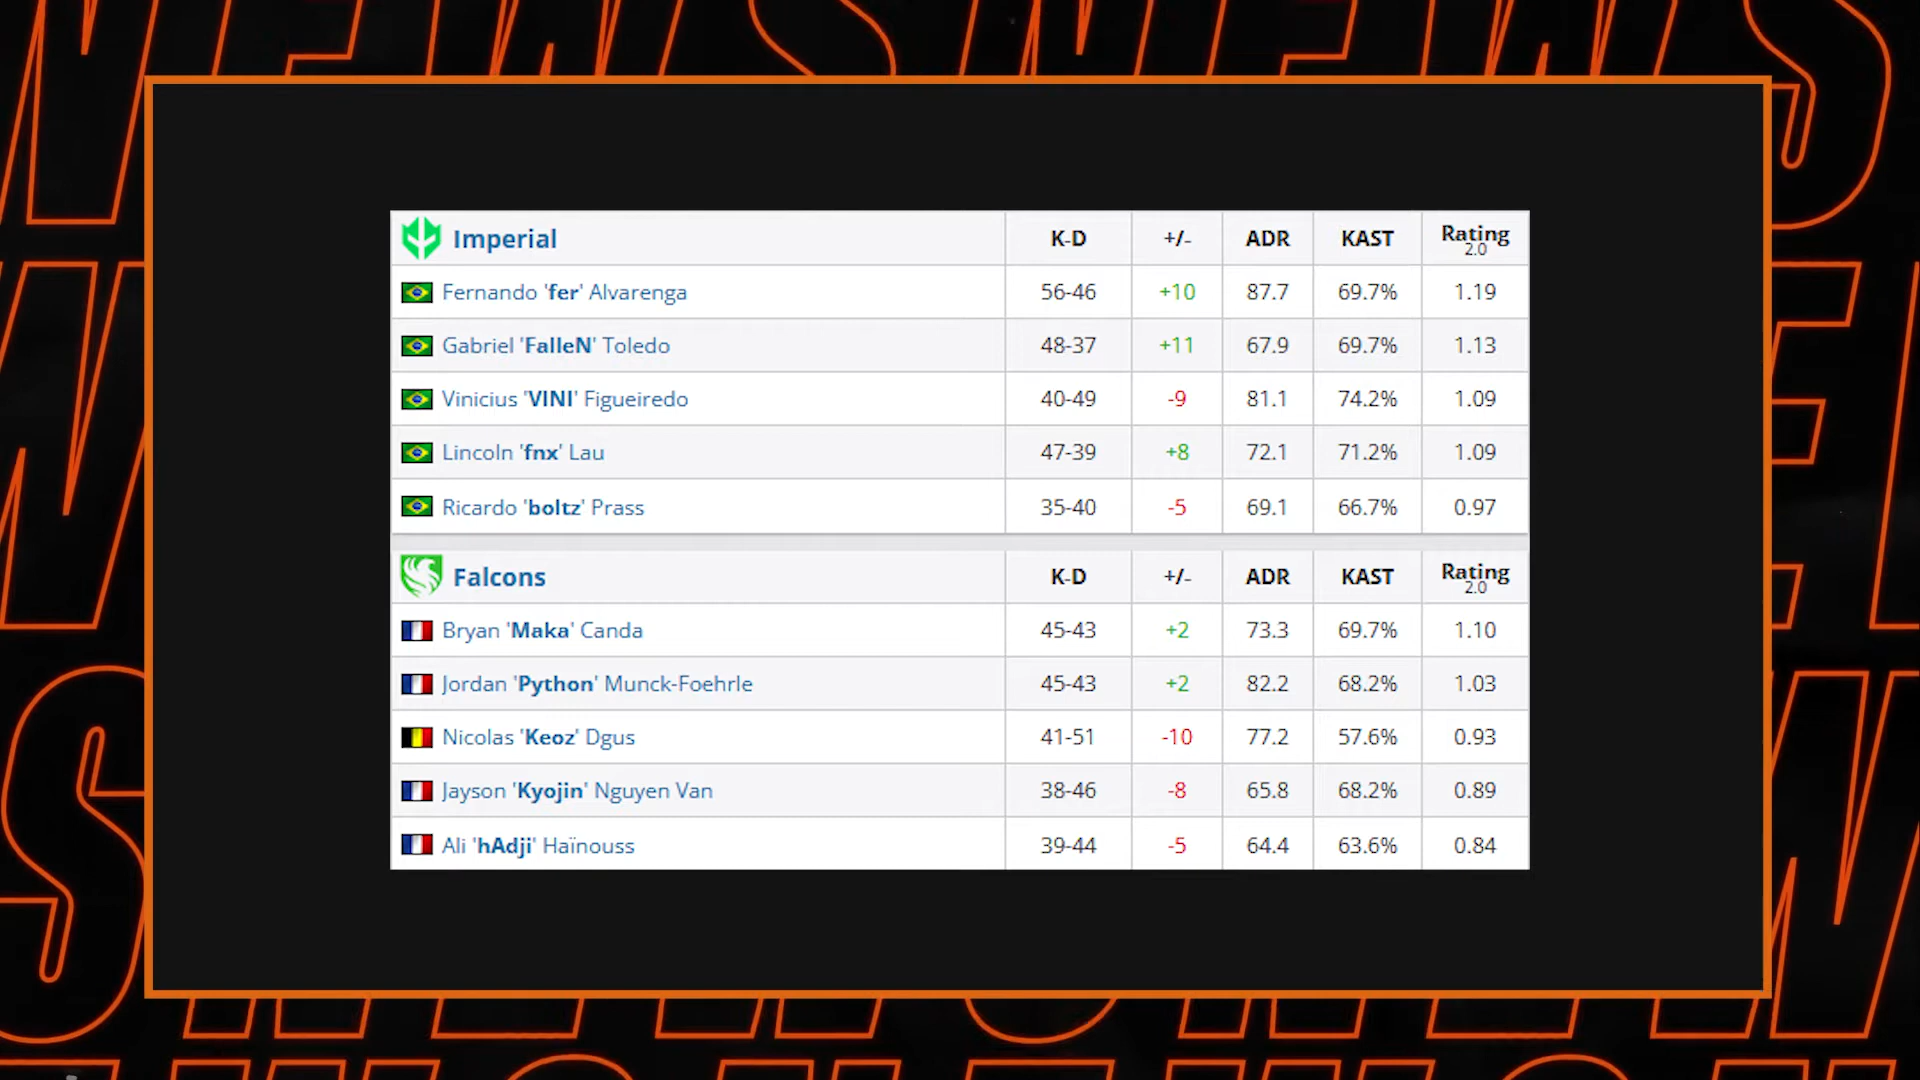 NEWSNEWS
Imperial K-D +/- ADR KAST Rating 2.0
Fernando 'fer' Alvarenga 56-46 +10 87.7 69.7% 1.19
Gabriel 'FalleN' Toledo 48-37 +11 67.9 69.7% 1.13
Vinicius 'VINI' Figueiredo 40-49 -9 81.1 74.2% 1.09
Lincoln 'fnx' Lau 47-39 +8 72.1 71.2% 1.09
Ricardo 'boltz' Prass 35-40 -5 69.1 66.7% 0.97
Falcons K-D +/- ADR KAST Rating 2.0
Bryan 'Maka' Canda 45-43 +2 73.3 69.7% 1.10
Jordan 'Python' Munck-Foehrle 45-43 +2 82.2 68.2% 1.03
Nicolas 'Keoz' Dgus 41-51 -10 77.2 57.6% 0.93
Jayson 'Kyojin' Nguyen Van 38-46 -8 65.8 68.2% 0.89
Ali 'hAdji' Haïnouss 39-44 -5 64.4 63.6% 0.84